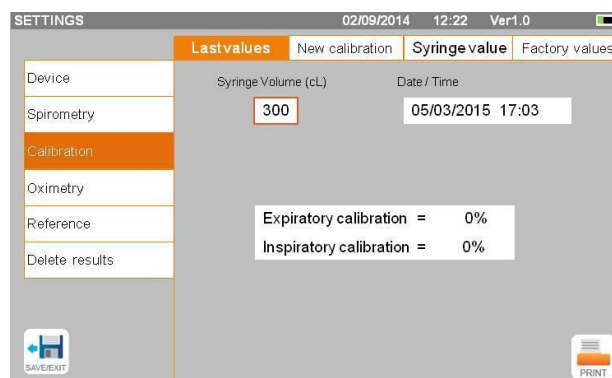 SETTINGS 02/09/2014 12:22 Ver1.0
Last values New calibration Syringe value Factory values
Device
Spirometry
Calibration
Oximetry
Reference
Delete results
Syringe Volume (cL) Date / Time
300 05/03/2015 17:03
Expiratory calibration = 0%
Inspiratory calibration = 0%
SAVE/EXIT PRINT